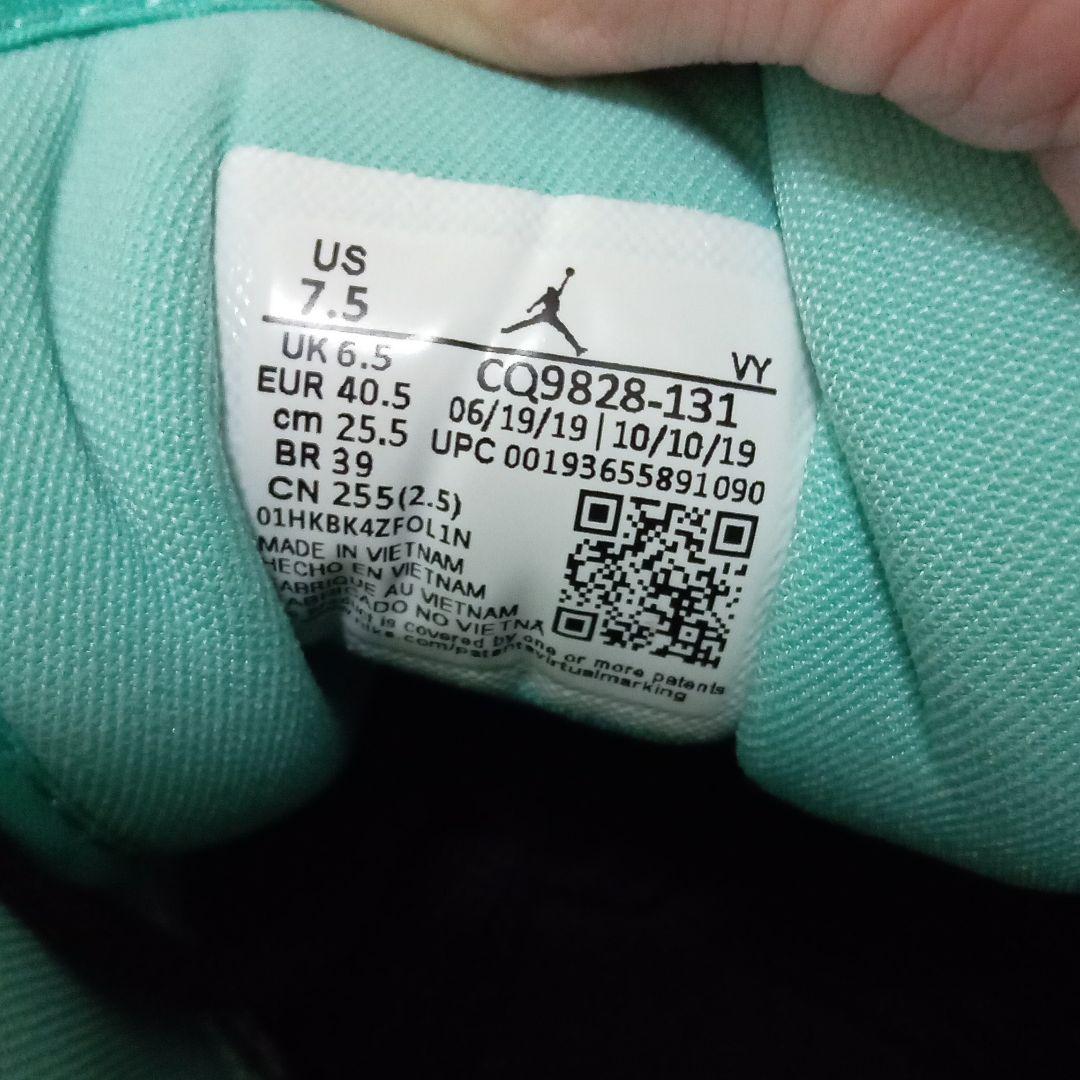 US
7.5
UK 6.5
EUR 40.5
cm 25.5
BR 39
CN 255(2.5)
01HKBK4ZFOL1N
MADE IN VIETNAM
HECHO EN VIETNAM
FABRIQUE AU VIETNAM
NO VIETNA
VY
CQ9828-131
06/19/19|10/10/19
UPC 00193655891090
is covered by one or more patents